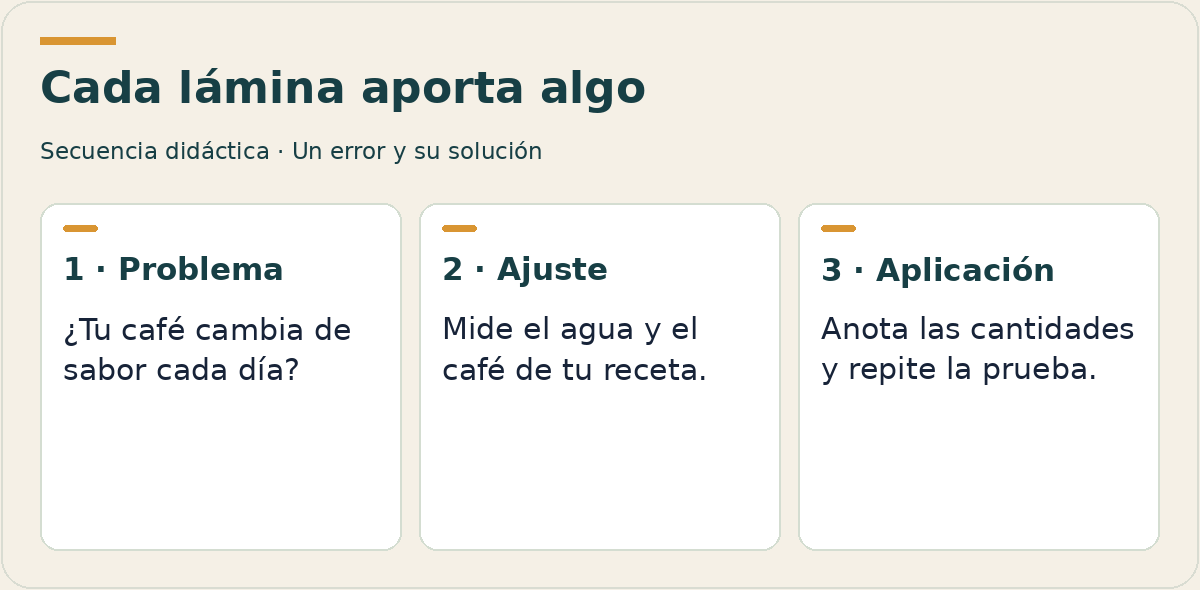 Cada lámina aporta algo
Secuencia didáctica · Un error y su solución
1 · Problema
¿Tu café cambia de
sabor cada día?
2 · Ajuste
Mide el agua y el
café de tu receta.
3 · Aplicación
Anota las cantidades
y repite la prueba.